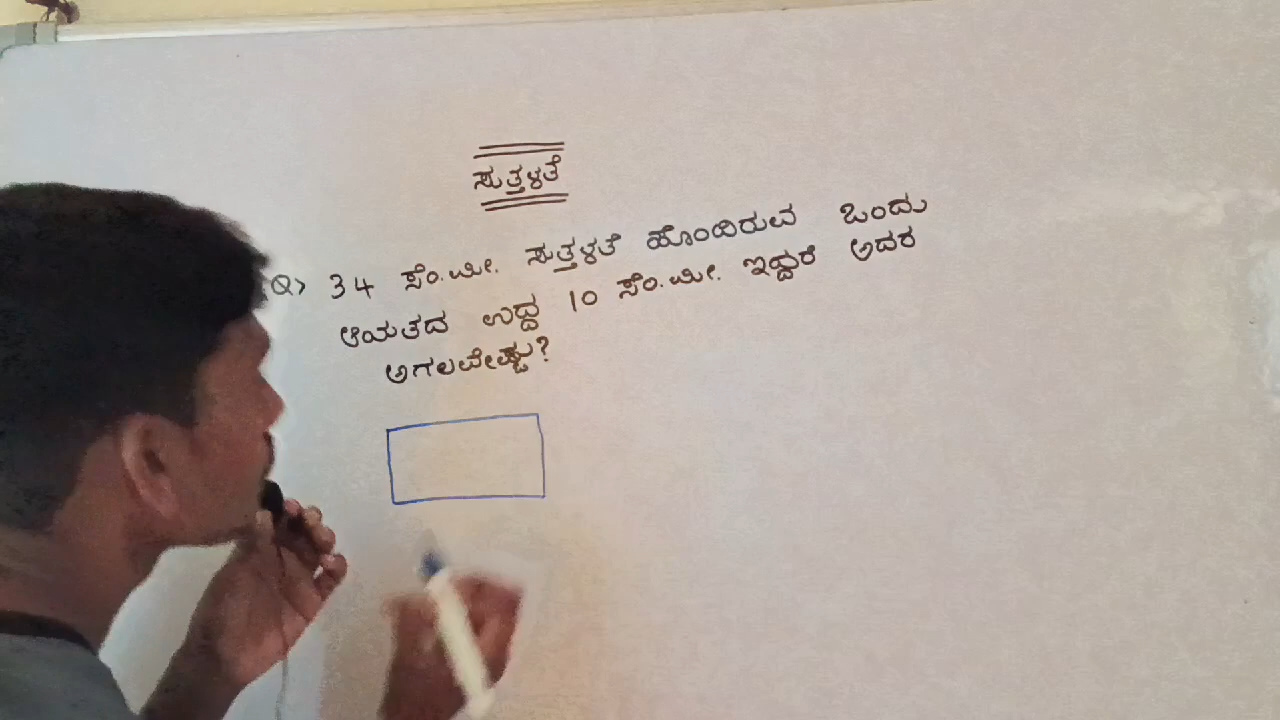 ಸುತ್ತಳತೆ
Q> 34 ಸೆಂ.ಮೀ. ಸುತ್ತಳತೆ ಹೊಂದಿರುವ ಒಂದು
ಆಯತದ ಉದ್ದ 10 ಸೆಂ.ಮೀ. ಇದ್ದರೆ ಅದರ
ಅಗಲವೇಷ್ಟು?